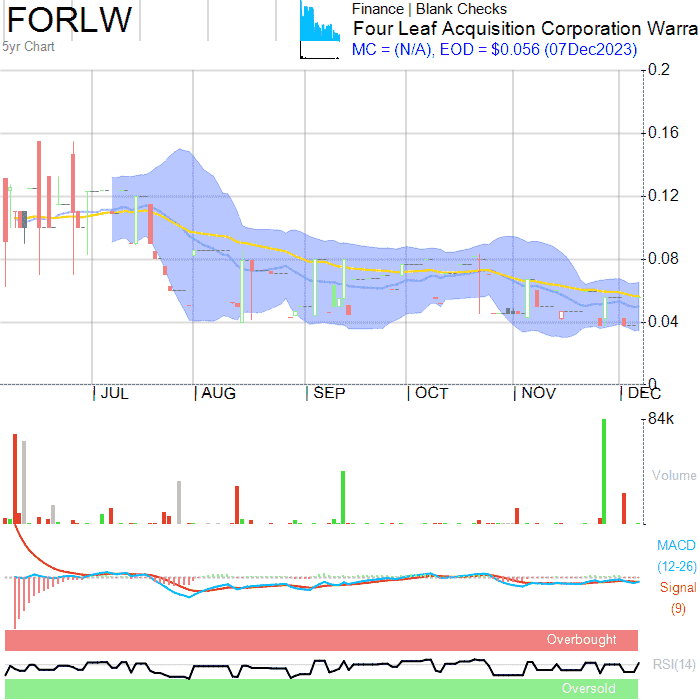 FORLW
5yr Chart
Finance | Blank Checks
Four Leaf Acquisition Corporation Warra
MC = (N/A), EOD = $0.056 (07Dec2023)
0.2
0.16
0.12
0.08
0.04
0
JUL AUG SEP OCT NOV DEC
84k
Volume
MACD
(12-26)
Signal
(9)
Overbought
RSI(14)
Oversold